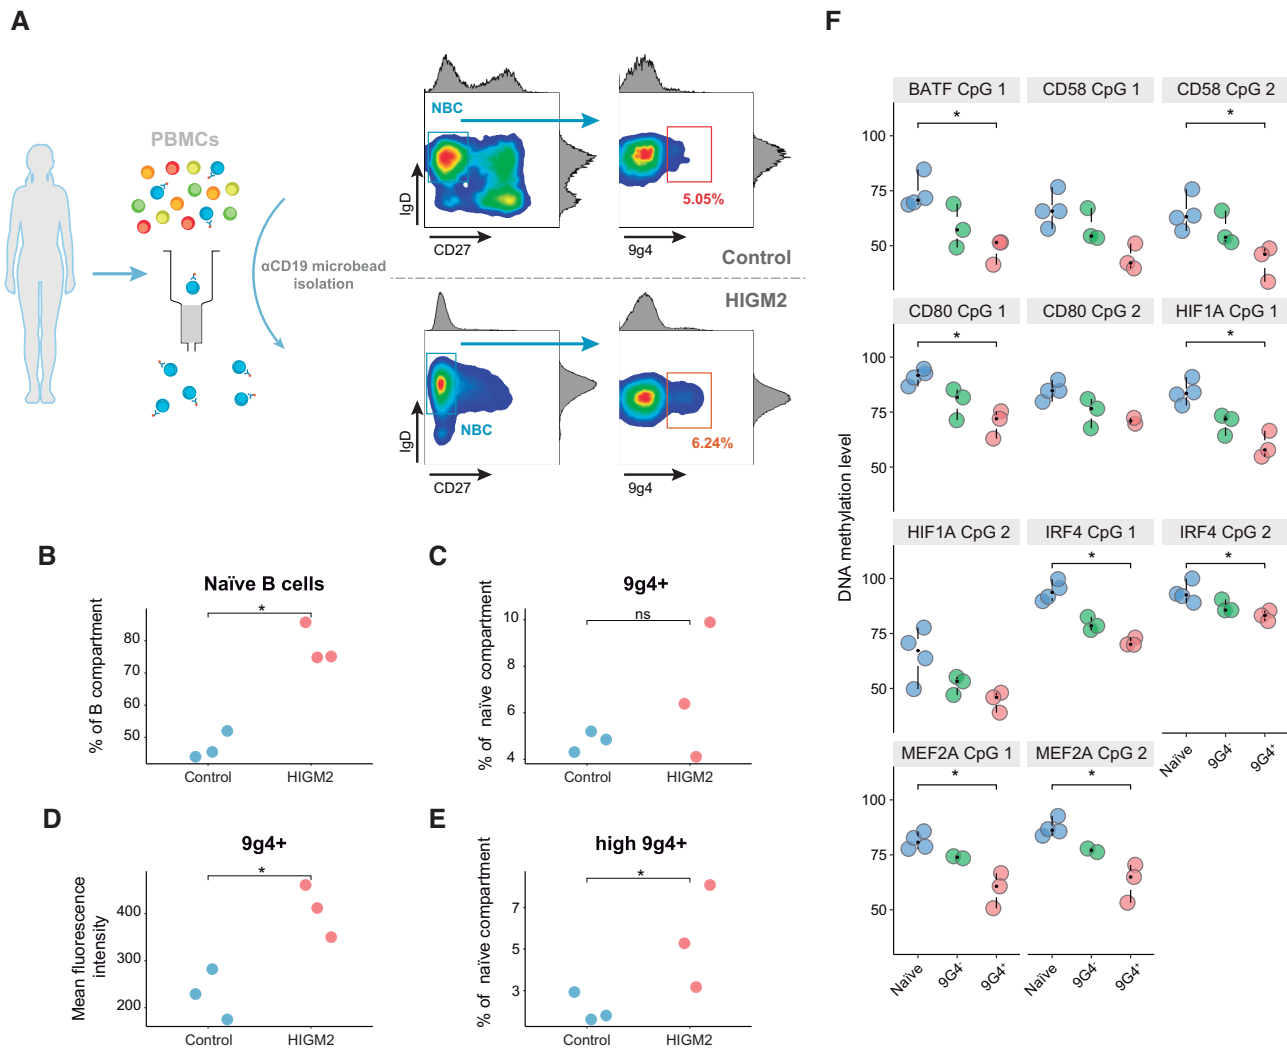 A
PBMCs
αCD19 microbead
isolation
NBC
IgD
CD27
5.05%
9g4
Control
HIGM2
NBC
IgD
CD27
6.24%
9g4
B
Naïve B cells
*
% of B compartment
80
70
60
50
Control
HIGM2
C
9g4+
ns
% of naïve compartment
10
8
6
4
Control
HIGM2
D
9g4+
*
Mean fluorescence
intensity
400
300
200
Control
HIGM2
E
high 9g4+
*
% of naïve compartment
7
5
3
Control
HIGM2
F
DNA methylation level
BATF CpG 1
CD58 CpG 1
CD58 CpG 2
*
*
100
75
50
CD80 CpG 1
CD80 CpG 2
HIF1A CpG 1
*
*
100
75
50
HIF1A CpG 2
IRF4 CpG 1
IRF4 CpG 2
*
*
100
75
50
Naïve
9G4-
9G4+
MEF2A CpG 1
MEF2A CpG 2
*
*
100
75
50
Naïve
9G4-
9G4+
Naïve
9G4-
9G4+